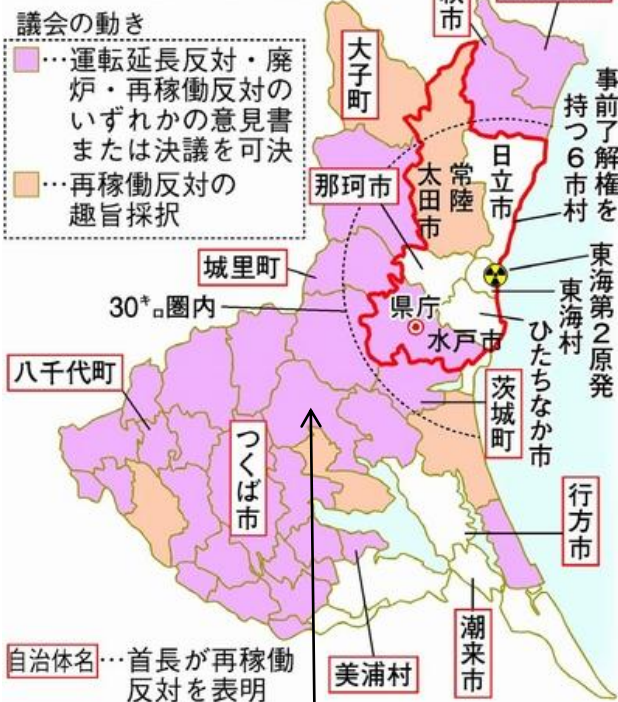 議会の動き
…運転延長反対・廃
炉・再稼働反対の
いずれかの意見書
または決議を可決
…再稼働反対の
趣旨採択
市
大子町
事前了解権を
持つ6市村
日立市
常陸
太田市
那珂市
城里町
30㌔圏内
県庁
水戸市
東海第2原発
東海村
ひたちなか市
八千代町
茨城町
つくば市
行方市
潮来市
美浦村
自治体名…首長が再稼働
反対を表明